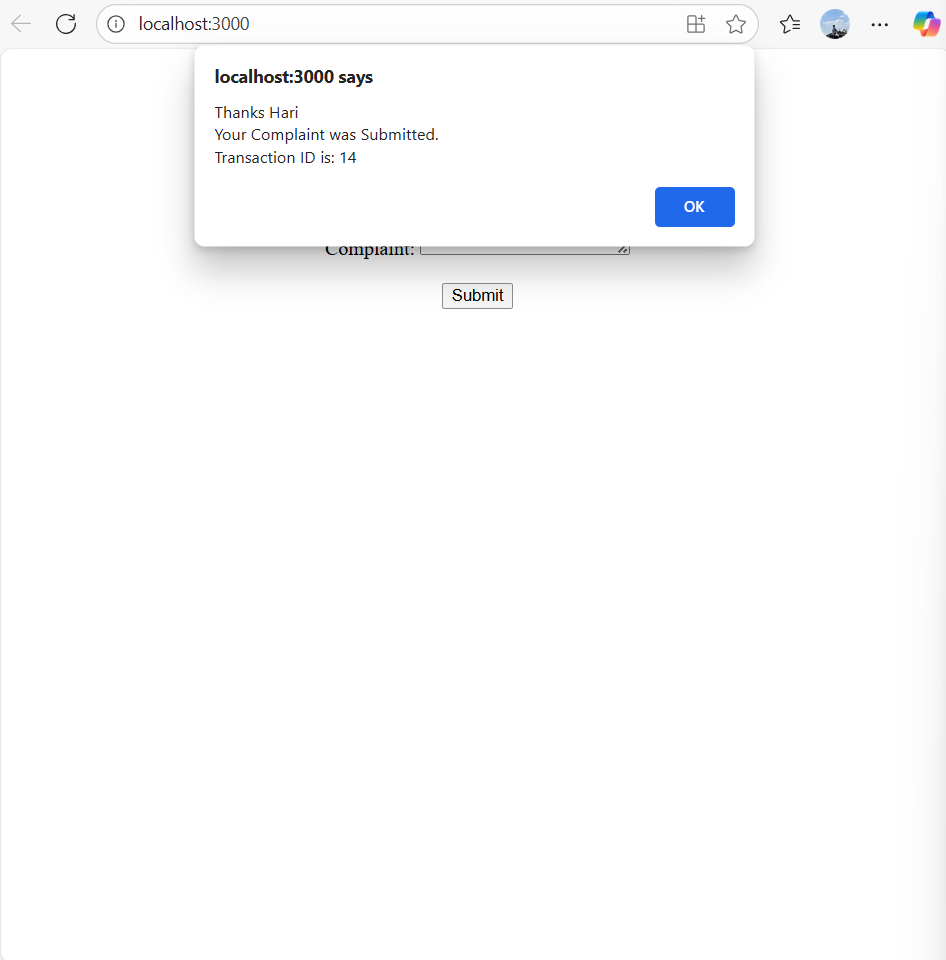 localhost:3000
localhost:3000 says
Thanks Hari
Your Complaint was Submitted.
Transaction ID is: 14
OK
Complaint:
Submit